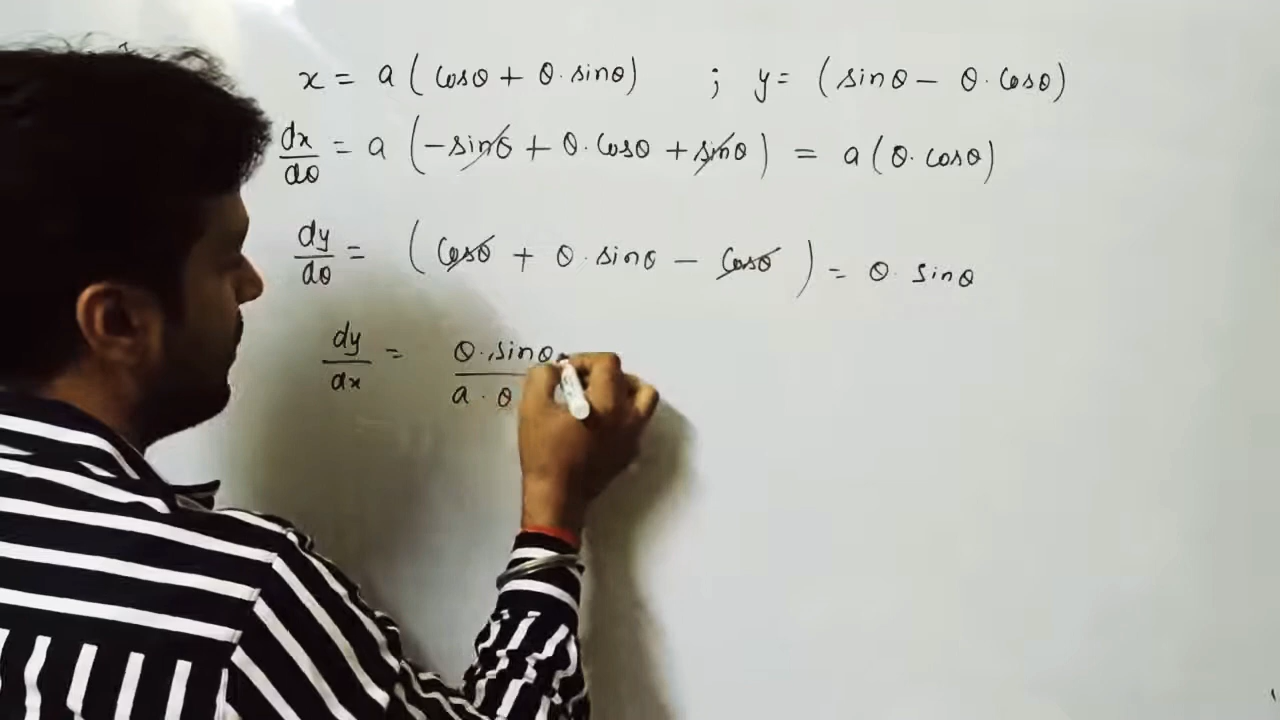 x = a (cosθ + θ. sinθ) ; y = (sinθ - θ. cosθ)
dx/dθ = a (-sinθ + θ. cosθ + sinθ) = a (θ. cosθ)
dy/dθ = (cosθ + θ. sinθ - cosθ) = θ. sinθ
dy/dx = θ. sinθ / a . θ